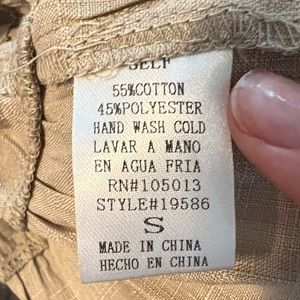 SELF
55%COTTON
45%POLYESTER
HAND WASH COLD
LAVAR A MANO
EN AGUA FRIA
RN#105013
STYLE#19586
S
MADE IN CHINA
HECHO EN CHINA